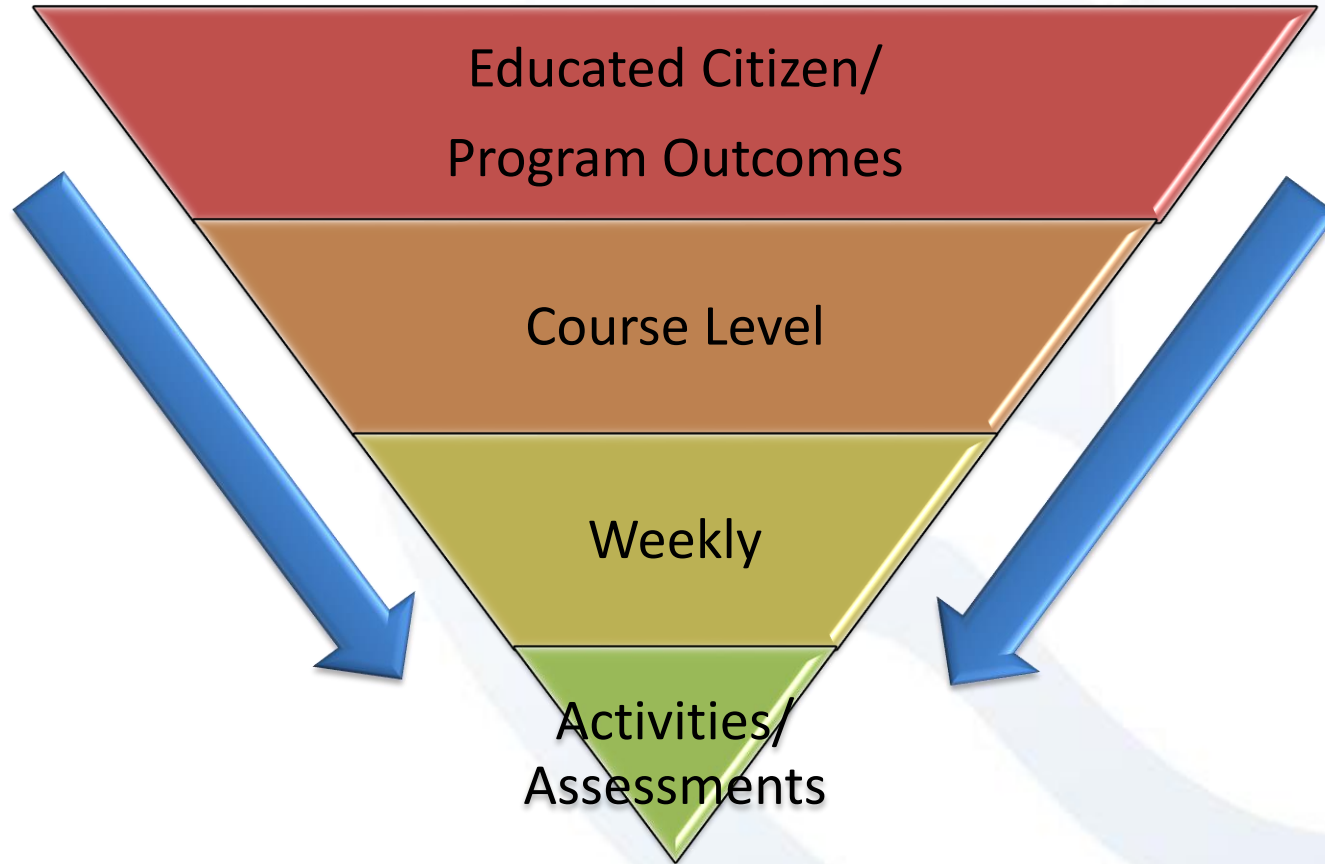 Educated Citizen/
Program Outcomes
Course Level
Weekly
Activities/
Assessments